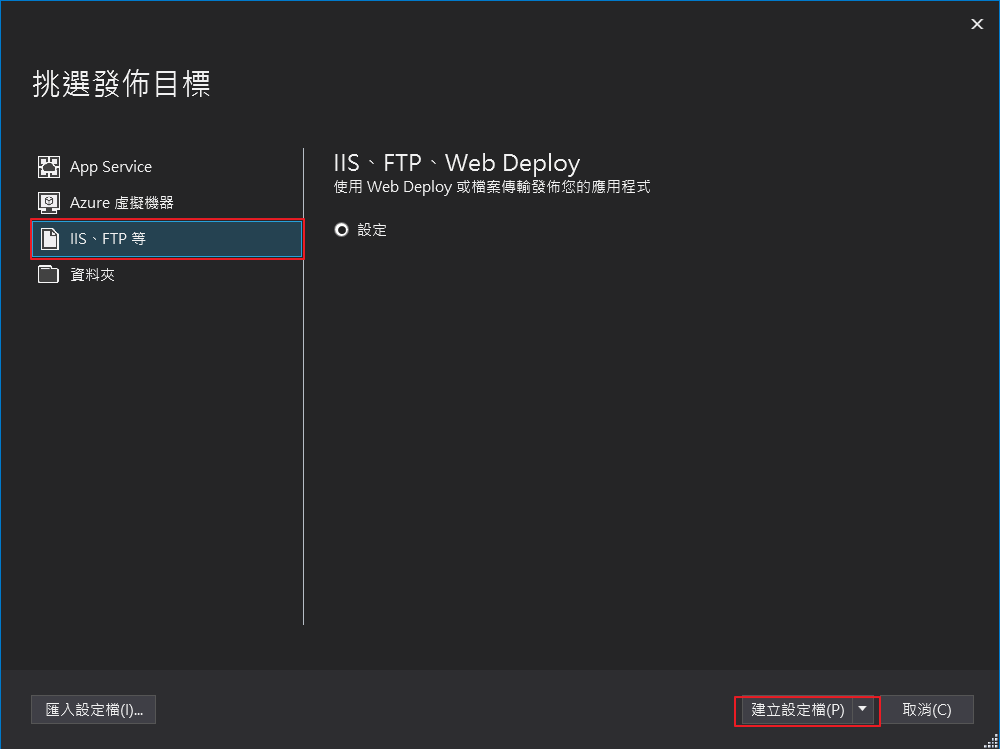 挑選發佈目標
App Service
Azure 虛擬機器
IIS、FTP 等
資料夾
IIS、FTP、Web Deploy
使用 Web Deploy 或檔案傳輸發佈您的應用程式
設定
匯入設定檔(I)...
建立設定檔(P)
取消(C)